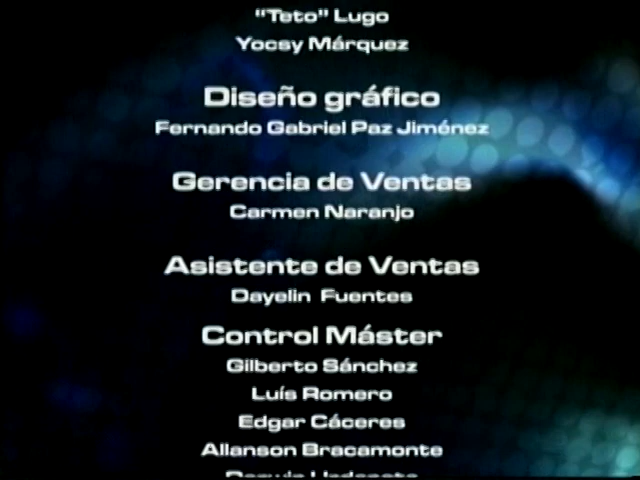 "Teto" Lugo
Yocsy Márquez
Diseño gráfico
Fernando Gabriel Paz Jiménez
Gerencia de Ventas
Carmen Naranjo
Asistente de Ventas
Dayelin Fuentes
Control Máster
Gilberto Sánchez
Luís Romero
Edgar Cáceres
Allanson Bracamonte